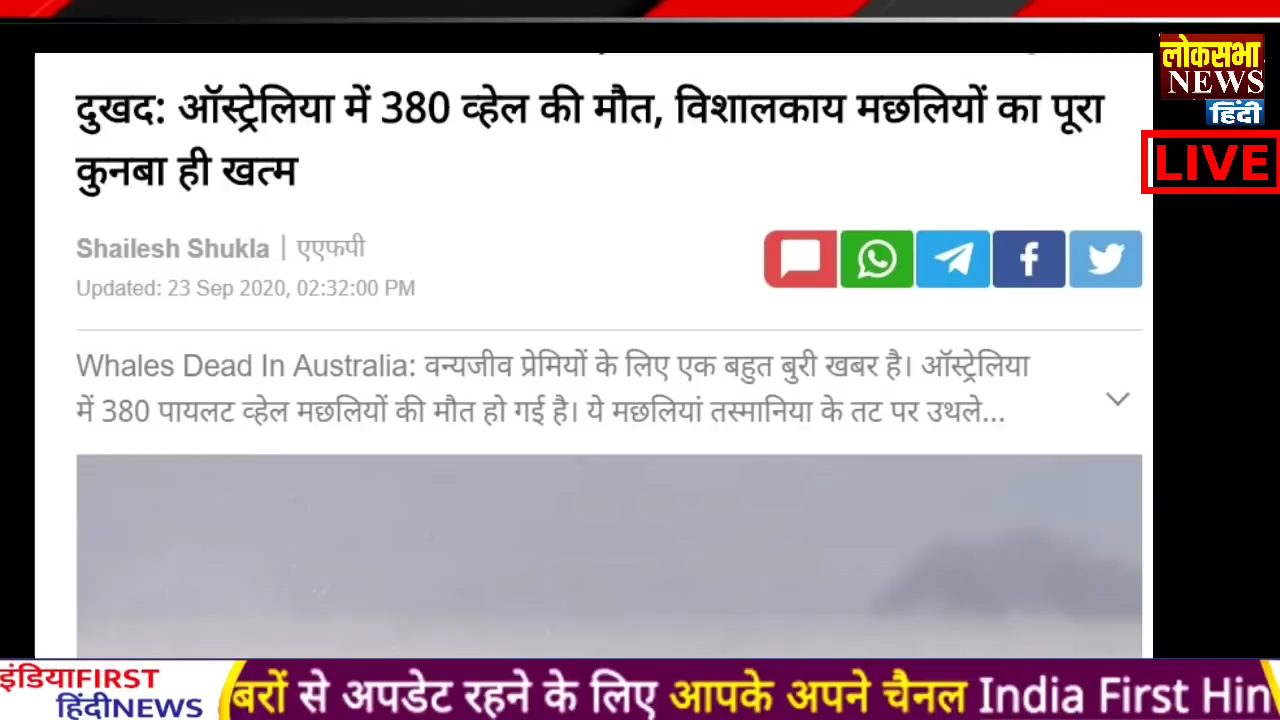 लोकसभा
NEWS
हिंदी
LIVE
दुखद: ऑस्ट्रेलिया में 380 व्हेल की मौत, विशालकाय मछलियों का पूरा
कुनबा ही खत्म
Shailesh Shukla | एएफपी
Updated: 23 Sep 2020, 02:32:00 PM
Whales Dead In Australia: वन्यजीव प्रेमियों के लिए एक बहुत बुरी खबर है। ऑस्ट्रेलिया
में 380 पायलट व्हेल मछलियों की मौत हो गई है। ये मछलियां तस्मानिया के तट पर उथले...
इंडियाFIRST
हिंदीNEWS
बरों से अपडेट रहने के लिए आपके अपने चैनल India First Hin